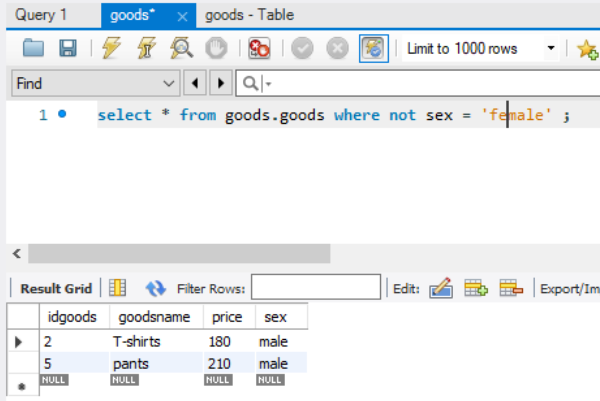 Query 1 goods* × goods - Table
Limit to 1000 rows
Find
1 select * from goods.goods where not sex = 'female' ;
Result Grid Filter Rows: Edit: Export/Im
idgoods goodsname price sex
2 T-shirts 180 male
5 pants 210 male
NULL NULL NULL NULL